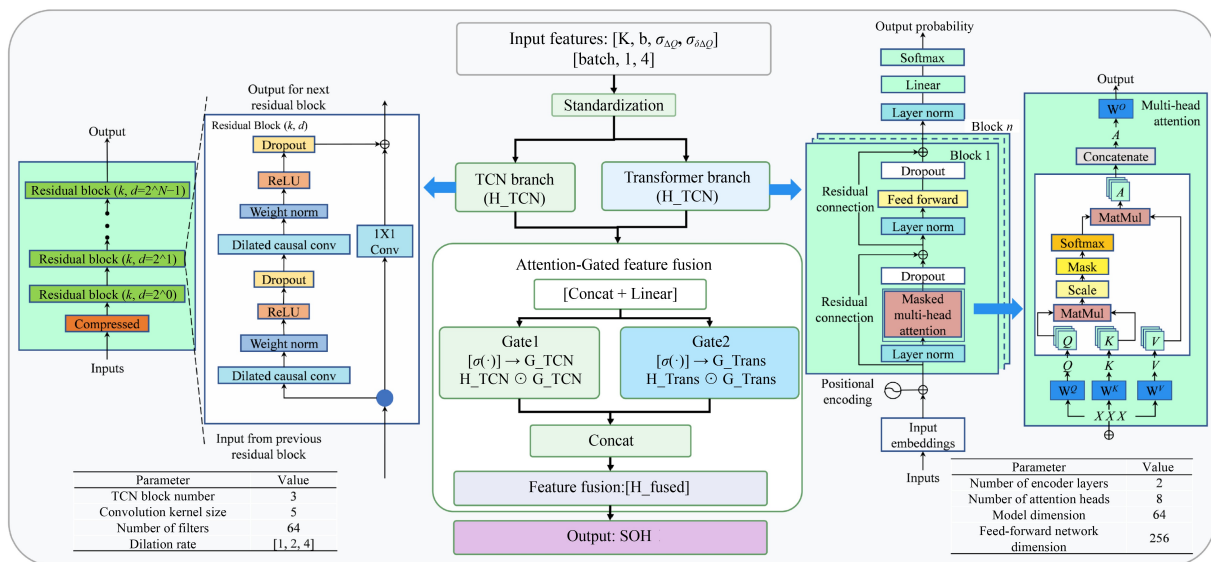 Input features: [K, b, σ_ΔQ, σ_δΔQ]
[batch, 1, 4]
Standardization
TCN branch
(H_TCN)
Transformer branch
(H_TCN)
Attention-Gated feature fusion
[Concat + Linear]
Gate1
[σ(·)] → G_TCN
H_TCN ⊙ G_TCN
Gate2
[σ(·)] → G_Trans
H_Trans ⊙ G_Trans
Concat
Feature fusion:[H_fused]
Output: SOH
Output
Residual block (k, d=2^N−1)
Residual block (k, d=2^1)
Residual block (k, d=2^0)
Compressed
Inputs
Output for next
residual block
Residual Block (k, d)
Dropout
ReLU
Weight norm
Dilated causal conv
Dropout
ReLU
Weight norm
Dilated causal conv
1X1
Conv
Input from previous
residual block
Parameter Value
TCN block number 3
Convolution kernel size 5
Number of filters 64
Dilation rate [1, 2, 4]
Output probability
Softmax
Linear
Layer norm
Block n
Block 1
Dropout
Feed forward
Layer norm
Residual
connection
Dropout
Masked
multi-head
attention
Layer norm
Residual
connection
Positional
encoding
Input
embeddings
Inputs
Output
Multi-head
attention
W^O
A
Concatenate
A
MatMul
Softmax
Mask
Scale
MatMul
Q K V
Q K V
W^Q W^K W^V
X X X
Parameter Value
Number of encoder layers 2
Number of attention heads 8
Model dimension 64
Feed-forward network
dimension 256